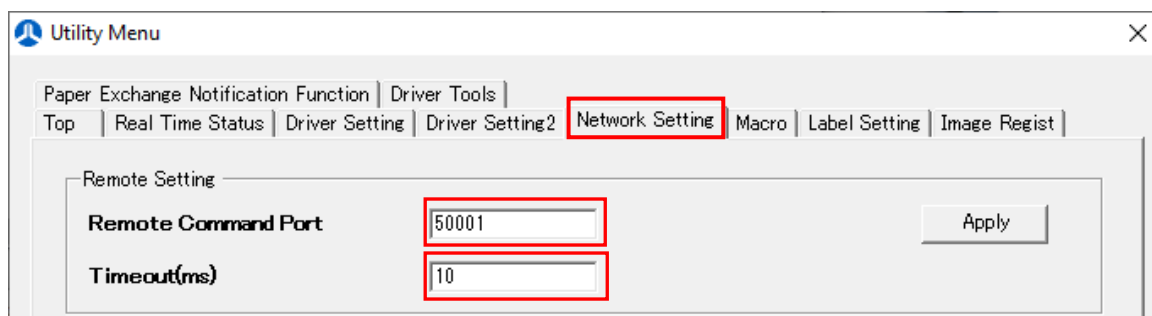 Utility Menu
Paper Exchange Notification Function Driver Tools
Top Real Time Status Driver Setting Driver Setting2 Network Setting Macro Label Setting Image Regist
Remote Setting
Remote Command Port 50001 Apply
Timeout(ms) 10